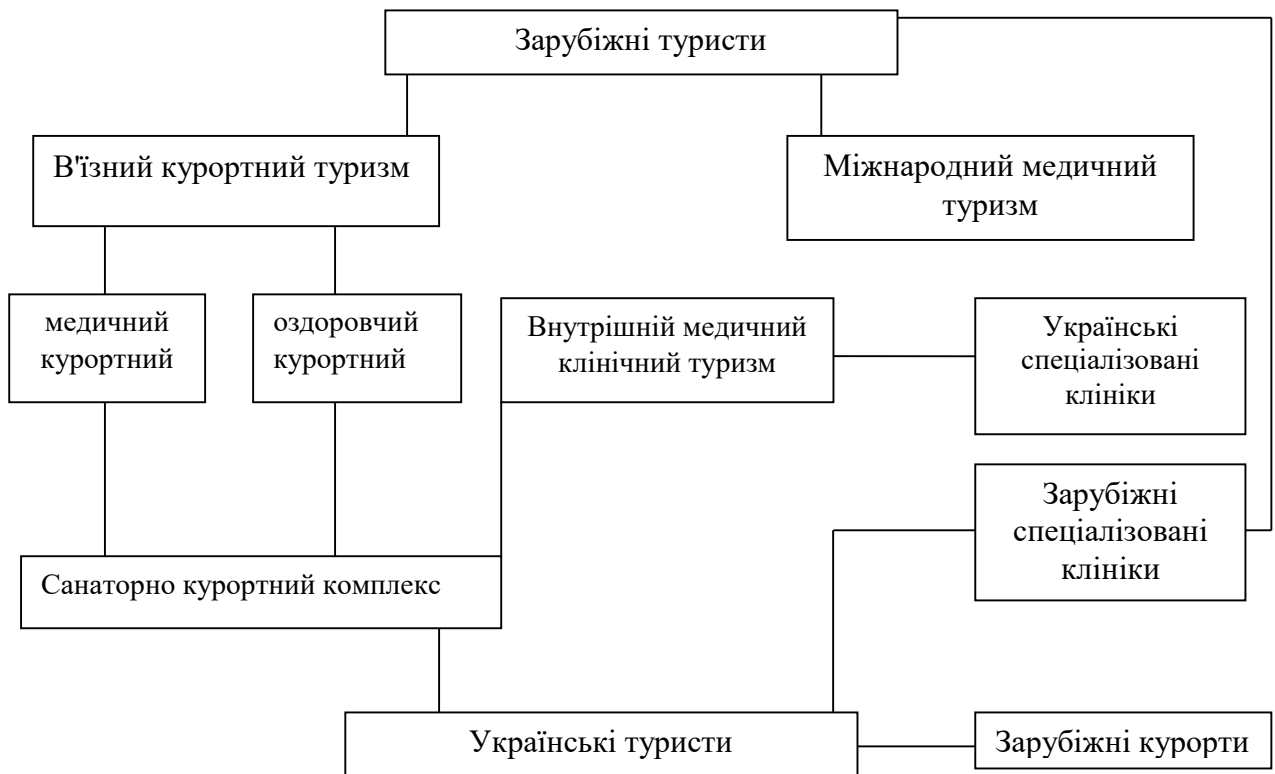 Зарубіжні туристи
В'їзний курортний туризм
Міжнародний медичний
туризм
медичний
курортний
оздоровчий
курортний
Внутрішній медичний
клінічний туризм
Українські
спеціалізовані
клініки
Зарубіжні
спеціалізовані
клініки
Санаторно курортний комплекс
Українські туристи
Зарубіжні курорти